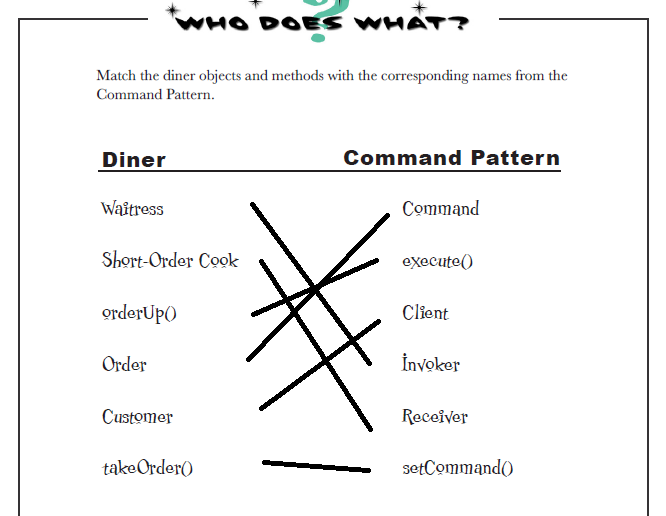 WHO DOES WHAT?
Match the diner objects and methods with the corresponding names from the
Command Pattern.
Diner Command Pattern
Waitress Command
Short-Order Cook execute()
orderUp() Client
Order Invoker
Customer Receiver
takeOrder() setCommand()